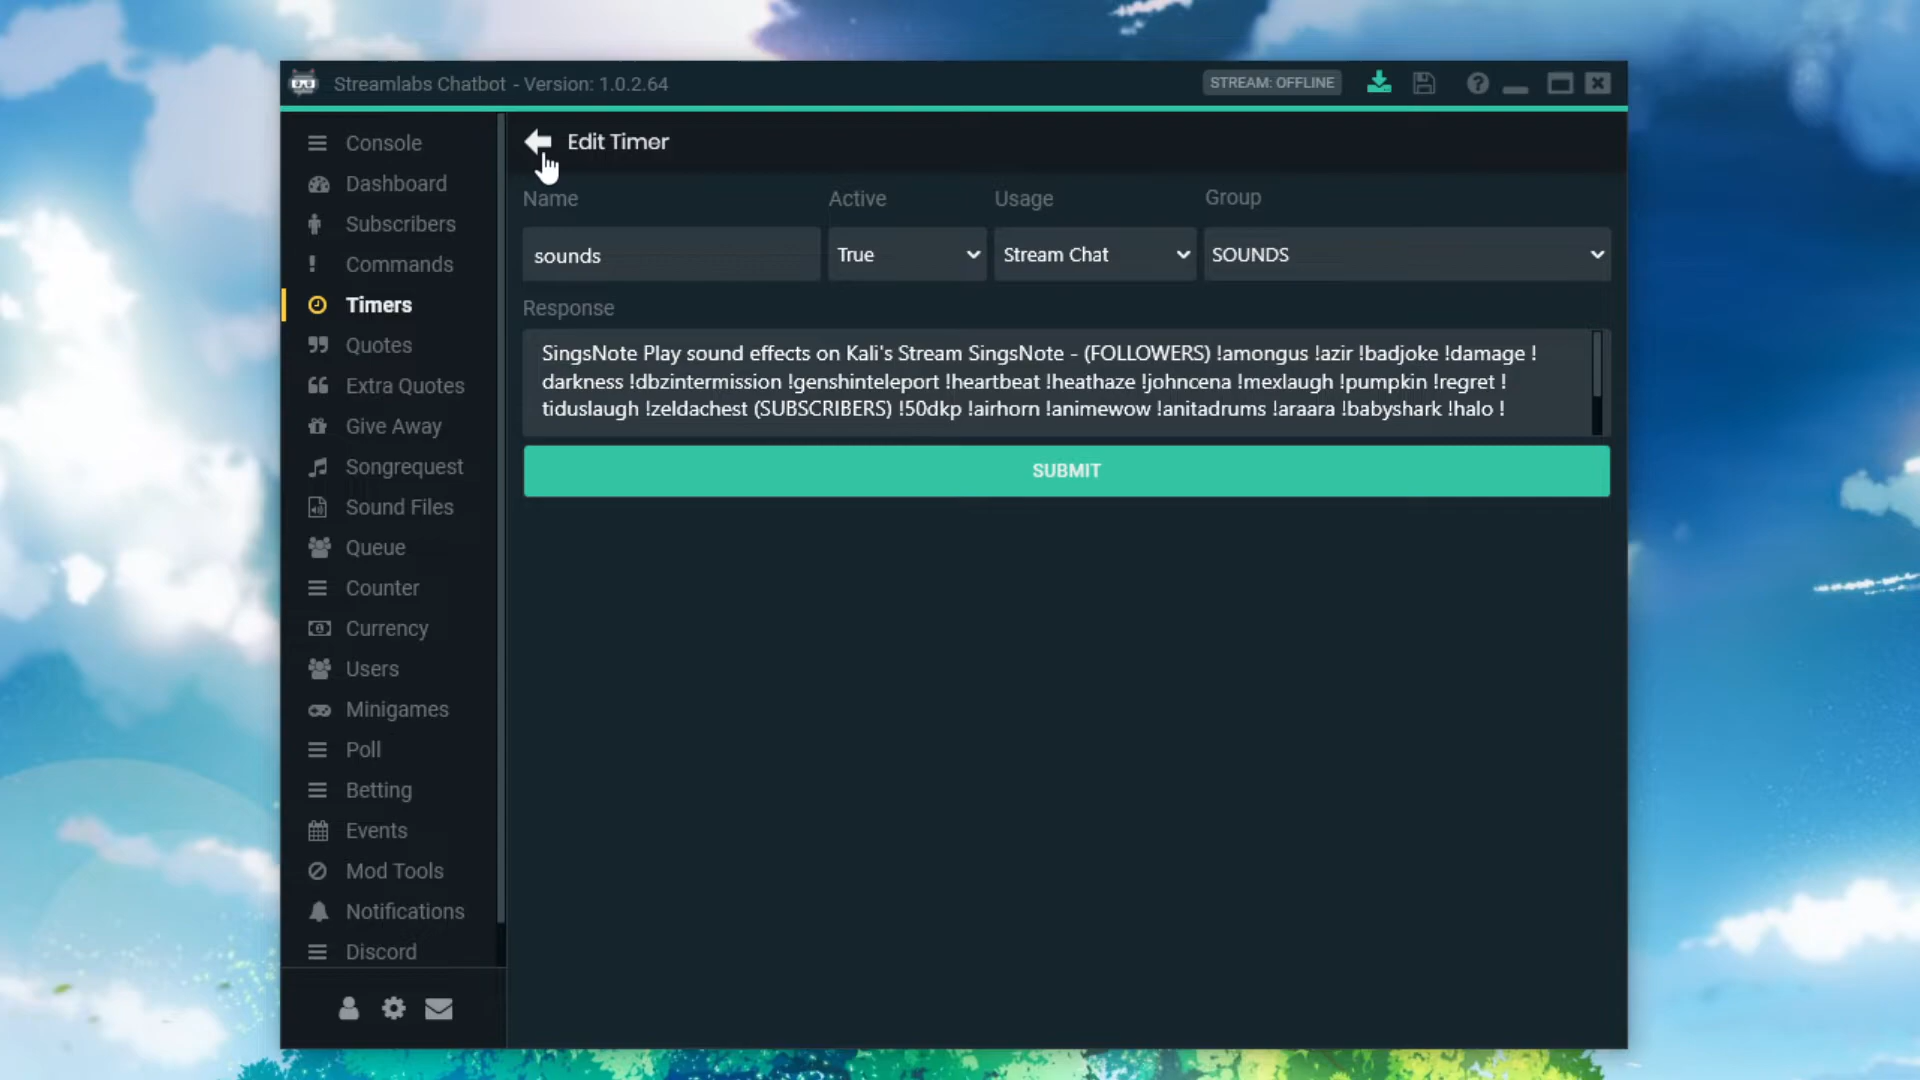 Streamlabs Chatbot - Version: 1.0.2.64
STREAM: OFFLINE
Console
Dashboard
Subscribers
Commands
Timers
Quotes
Extra Quotes
Give Away
Songrequest
Sound Files
Queue
Counter
Currency
Users
Minigames
Poll
Betting
Events
Mod Tools
Notifications
Discord
Edit Timer
Name
Active
Usage
Group
sounds
True
Stream Chat
SOUNDS
Response
SingsNote Play sound effects on Kali's Stream SingsNote - (FOLLOWERS) !amongus !azir !badjoke !damage !
darkness !dbzintermission !genshinteleport !heartbeat !heathaze !johncena !mexlaugh !pumpkin !regret !
tiduslaugh !zeldachest (SUBSCRIBERS) !50dkp !airhorn !animewow !anitadrums !araara !babyshark !halo !
SUBMIT